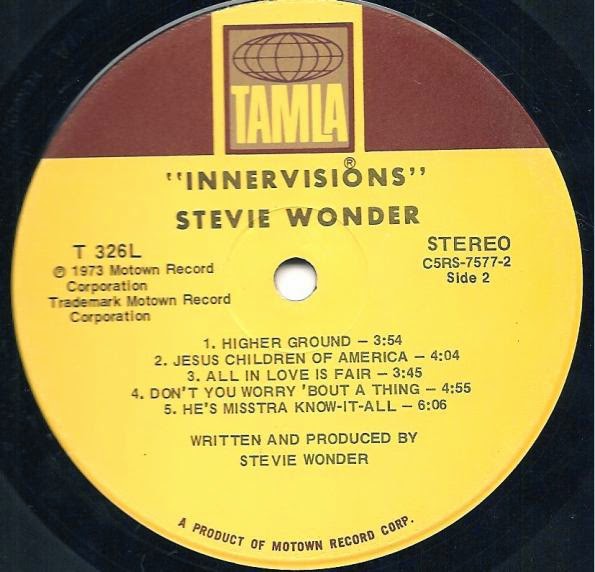 TAMLA
®
"INNERVISIONS"
STEVIE WONDER
T 326L
℗ 1973 Motown Record
Corporation
Trademark Motown Record
Corporation
STEREO
C5RS-7577-2
Side 2
1. HIGHER GROUND – 3:54
2. JESUS CHILDREN OF AMERICA – 4:04
3. ALL IN LOVE IS FAIR – 3:45
4. DON'T YOU WORRY 'BOUT A THING – 4:55
5. HE'S MISSTRA KNOW-IT-ALL – 6:06
WRITTEN AND PRODUCED BY
STEVIE WONDER
A PRODUCT OF MOTOWN RECORD CORP.